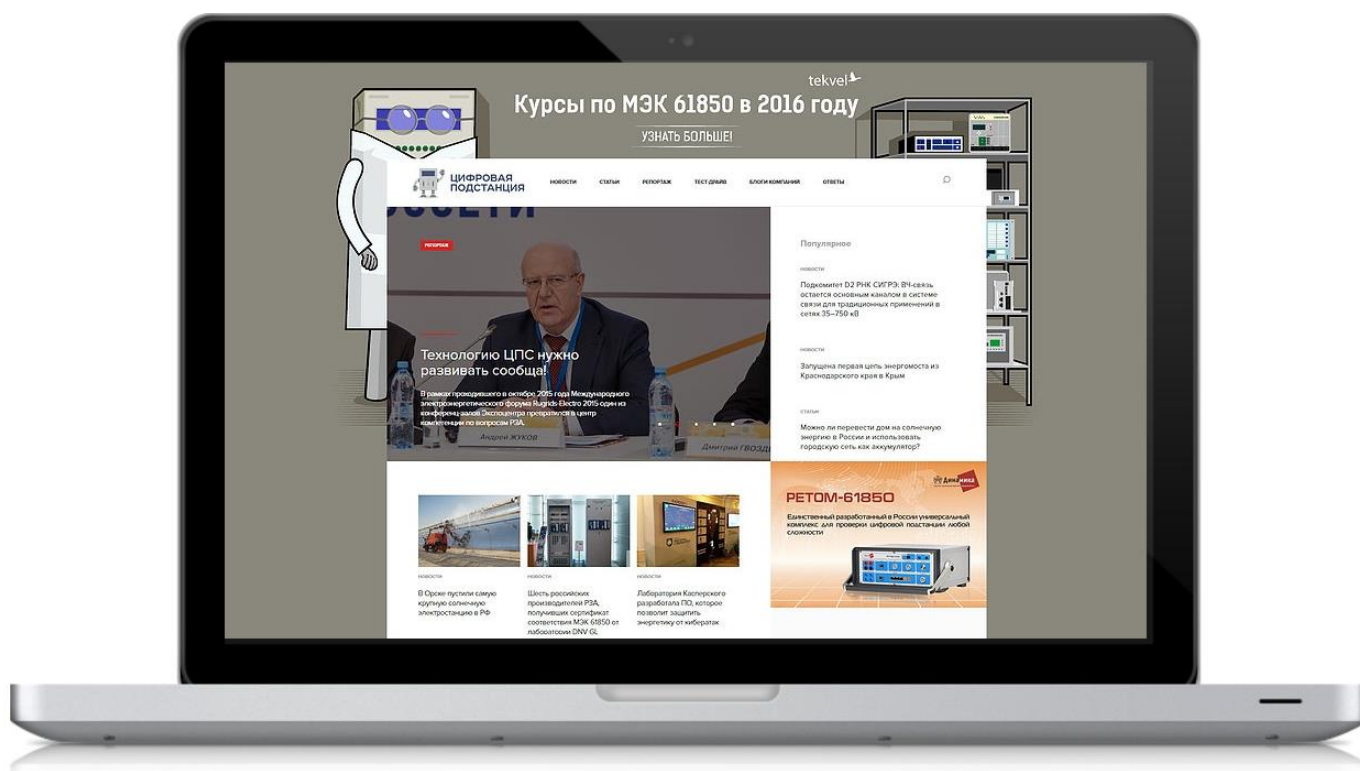 tekvel
Курсы по МЭК 61850 в 2016 году
УЗНАТЬ БОЛЬШЕ!
ЦИФРОВАЯ
ПОДСТАНЦИЯ
НОВОСТИ
СТАТЬИ
РЕПОРТАЖ
ТЕСТ-ДРАЙВ
БЛОГИ КОМПАНИЙ
ОТВЕТЫ
РЕПОРТАЖ
Технологию ЦПС нужно
развивать сообща!
В рамках проходившего в октябре 2015 года Международного
электроэнергетического форума Rugrids-Electro 2015 один из
конференц-залов Экспоцентра превратился в центр
компетенции по вопросам РЗА.
Андрей ЖУКОВ
Дмитрий ГВОЗДЕ
Популярное
НОВОСТИ
Подкомитет D2 РНК СИГРЭ: ВЧ-связь
остается основным каналом в системе
связи для традиционных применений в
сетях 35–750 кВ
НОВОСТИ
Запущена первая цепь энергомоста из
Краснодарского края в Крым
СТАТЬИ
Можно ли перевести дом на солнечную
энергию в России и использовать
городскую сеть как аккумулятор?
Динамика
РЕТОМ-61850
Единственный разработанный в России универсальный
комплекс для проверки цифровой подстанции любой
сложности
НОВОСТИ
В Орске пустили самую
крупную солнечную
электростанцию в РФ
НОВОСТИ
Шесть российских
производителей РЗА,
получивших сертификат
соответствия МЭК 61850 от
лаборатории DNV GL
НОВОСТИ
Лаборатория Касперского
разработала ПО, которое
позволит защитить
энергетику от кибератак